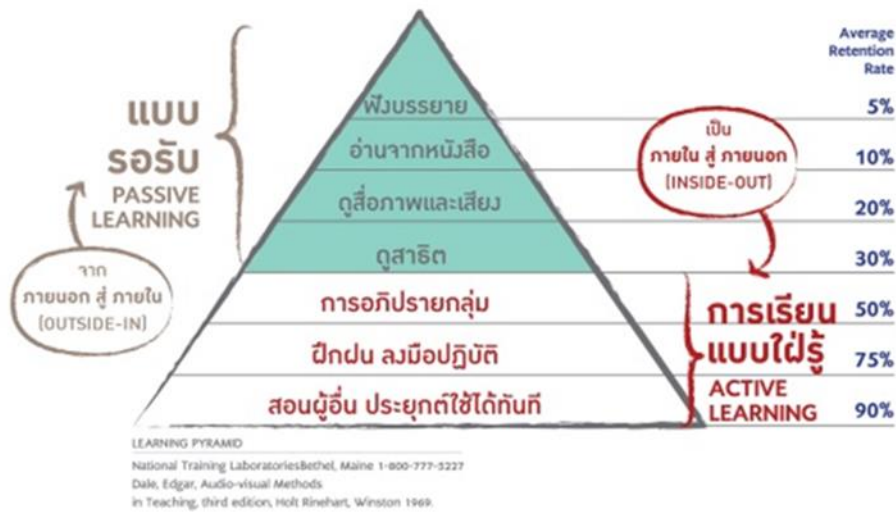 Average
Retention
Rate
แบบ
รอรับ
PASSIVE
LEARNING
จาก
ภายนอก สู่ ภายใน
(OUTSIDE-IN)
ฟังบรรยาย
5%
อ่านจากหนังสือ
10%
ดูสื่อภาพและเสียง
20%
ดูสาธิต
30%
การอภิปรายกลุ่ม
50%
ฝึกฝน ลงมือปฏิบัติ
75%
สอนผู้อื่น ประยุกต์ใช้ได้ทันที
90%
เป็น
ภายใน สู่ ภายนอก
(INSIDE-OUT)
การเรียน
แบบใฝ่รู้
ACTIVE
LEARNING
LEARNING PYRAMID
National Training LaboratoriesBethel, Maine 1-800-777-5227
Dale, Edgar, Audio-visual Methods
in Teaching, third edition, Holt Rinehart, Winston 1969.